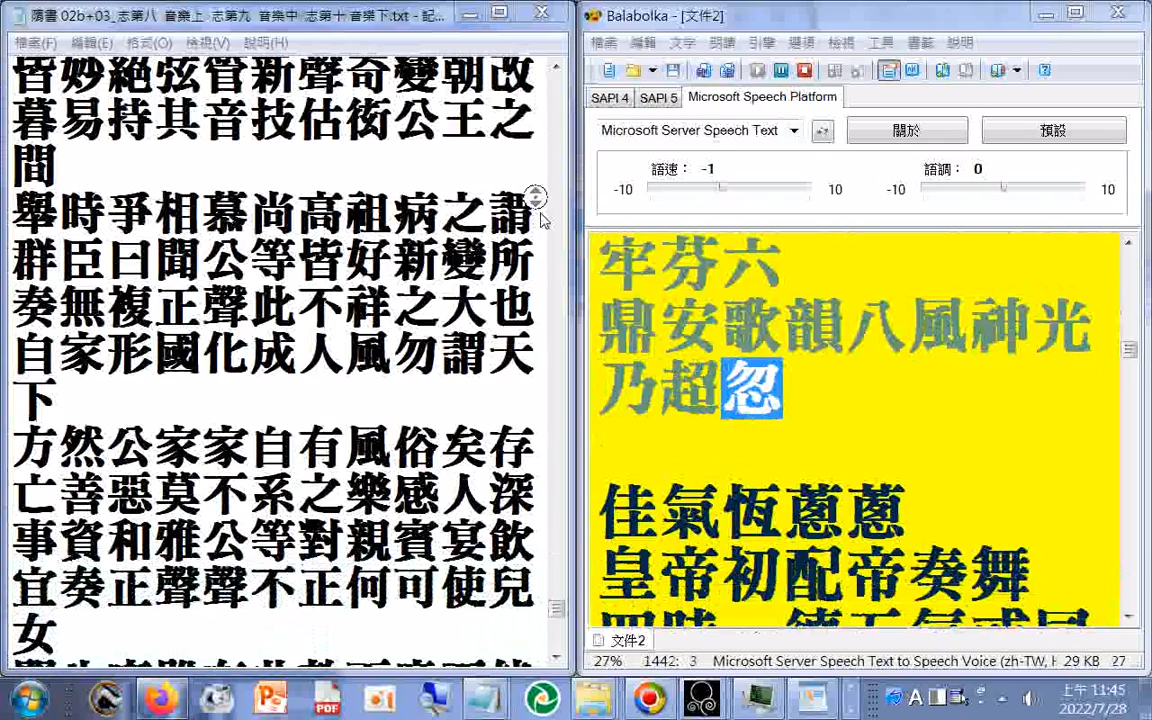 隋書 02b+03_志第八 音樂上 志第九 音樂中 志第十 音樂下.txt - 記...
檔案(F) 編輯(E) 格式(O) 檢視(V) 說明(H)
皆妙絕弦管新聲奇變朝改
暮易持其音技估衒公王之
間
舉時爭相慕尚高祖病之謂
群臣曰聞公等皆好新變所
奏無複正聲此不祥之大也
自家形國化成人風勿謂天
下
方然公家家自有風俗矣存
亡善惡莫不系之樂感人深
事資和雅公等對親賓宴飲
宜奏正聲聲不正何可使兒
女
Balabolka - [文件2]
檔案 編輯 文字 朗讀 引擎 選項 檢視 工具 書籤 說明
SAPI 4 SAPI 5 Microsoft Speech Platform
Microsoft Server Speech Text
關於
預設
語速： -1
語調： 0
-10 10 -10 10
牢芬六
鼎安歌韻八風神光
乃超忽
佳氣恆蔥蔥
皇帝初配帝奏舞
文件2
27% 1442: 3 Microsoft Server Speech Text to Speech Voice (zh-TW, H 29 KB 27
PDF
A
上午 11:45
2022/7/28